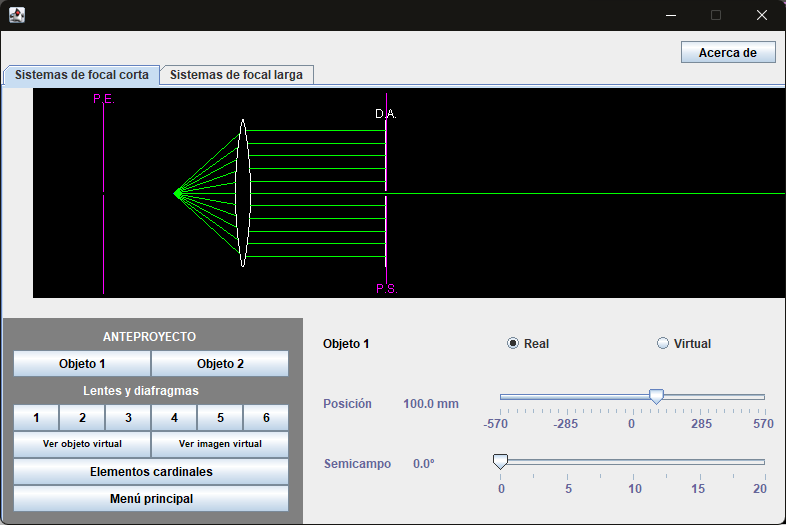 Acerca de
Sistemas de focal corta Sistemas de focal larga
P.E.
D.A.
P.S.
ANTEPROYECTO
Objeto 1 Objeto 2
Lentes y diafragmas
1 2 3 4 5 6
Ver objeto virtual Ver imagen virtual
Elementos cardinales
Menú principal
Objeto 1 Real Virtual
Posición 100.0 mm
-570 -285 0 285 570
Semicampo 0.0°
0 5 10 15 20